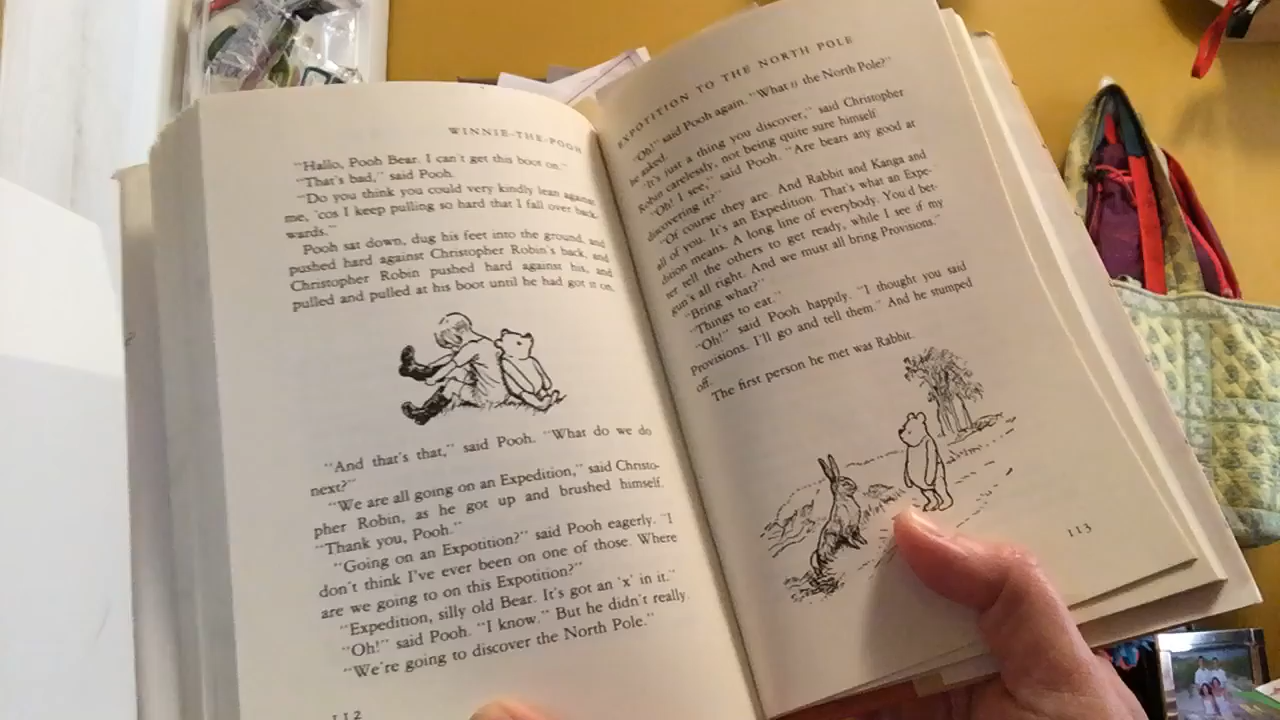 WINNIE-THE-POOH
"Hallo, Pooh Bear. I can't get this boot on."
"That's bad," said Pooh.
"Do you think you could very kindly lean against
me, 'cos I keep pulling so hard that I fall over back-
wards."
Pooh sat down, dug his feet into the ground, and
pushed hard against Christopher Robin's back, and
Christopher Robin pushed hard against his, and
pulled and pulled at his boot until he had got it on.
"And that's that," said Pooh. "What do we do
next?"
"We are all going on an Expedition," said Christo-
pher Robin, as he got up and brushed himself.
"Thank you, Pooh."
"Going on an Expotition?" said Pooh eagerly. "I
don't think I've ever been on one of those. Where
are we going to on this Expotition?"
"Expedition, silly old Bear. It's got an 'x' in it."
"Oh!" said Pooh. "I know." But he didn't really.
"We're going to discover the North Pole."
112
EXPOTITION TO THE NORTH POLE
"Oh!" said Pooh again. "What is the North Pole?"
he asked.
"It's just a thing you discover," said Christopher
Robin carelessly, not being quite sure himself.
"Oh! I see," said Pooh. "Are bears any good at
discovering it?"
"Of course they are. And Rabbit and Kanga and
all of you. It's an Expedition. That's what an Expe-
dition means. A long line of everybody. You'd bet-
ter tell the others to get ready, while I see if my
gun's all right. And we must all bring Provisions."
"Bring what?"
"Things to eat."
"Oh!" said Pooh happily. "I thought you said
Provisions. I'll go and tell them." And he stumped
off.
The first person he met was Rabbit.
113